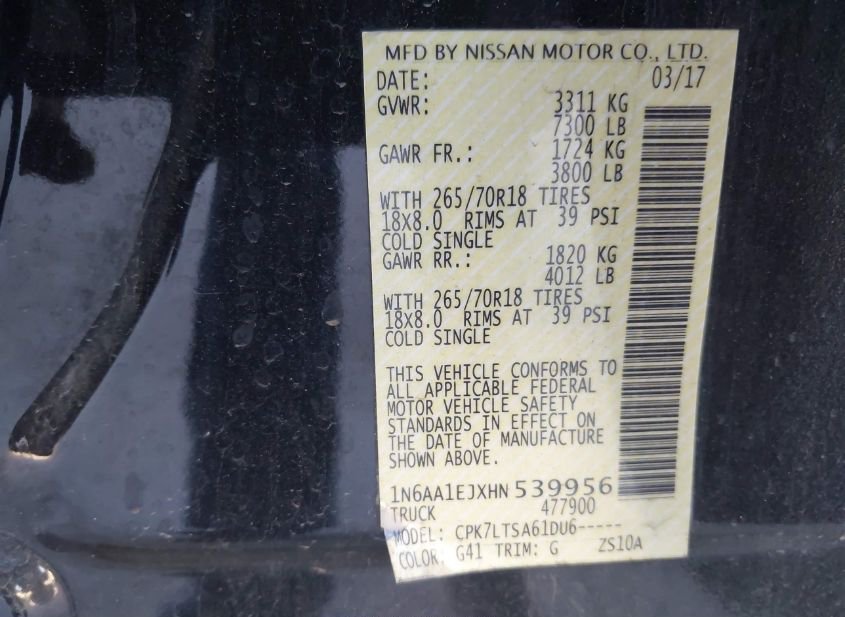 MFD BY NISSAN MOTOR CO., LTD.
DATE: 03/17
GVWR: 3311 KG
7300 LB
GAWR FR.: 1724 KG
3800 LB
WITH 265/70R18 TIRES
18X8.0 RIMS AT 39 PSI
COLD SINGLE
GAWR RR.: 1820 KG
4012 LB
WITH 265/70R18 TIRES
18X8.0 RIMS AT 39 PSI
COLD SINGLE
THIS VEHICLE CONFORMS TO
ALL APPLICABLE FEDERAL
MOTOR VEHICLE SAFETY
STANDARDS IN EFFECT ON
THE DATE OF MANUFACTURE
SHOWN ABOVE.
1N6AA1EJXHN 539956
TRUCK 477900
MODEL: CPK7LTSA61DU6-----
COLOR: G41 TRIM: G ZS10A